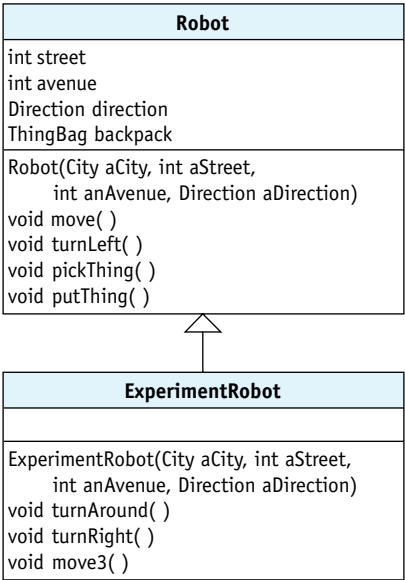 Robot
int street
int avenue
Direction direction
ThingBag backpack
Robot(City aCity, int aStreet,
int anAvenue, Direction aDirection)
void move( )
void turnLeft( )
void pickThing( )
void putThing( )
ExperimentRobot
ExperimentRobot(City aCity, int aStreet,
int anAvenue, Direction aDirection)
void turnAround( )
void turnRight( )
void move3( )